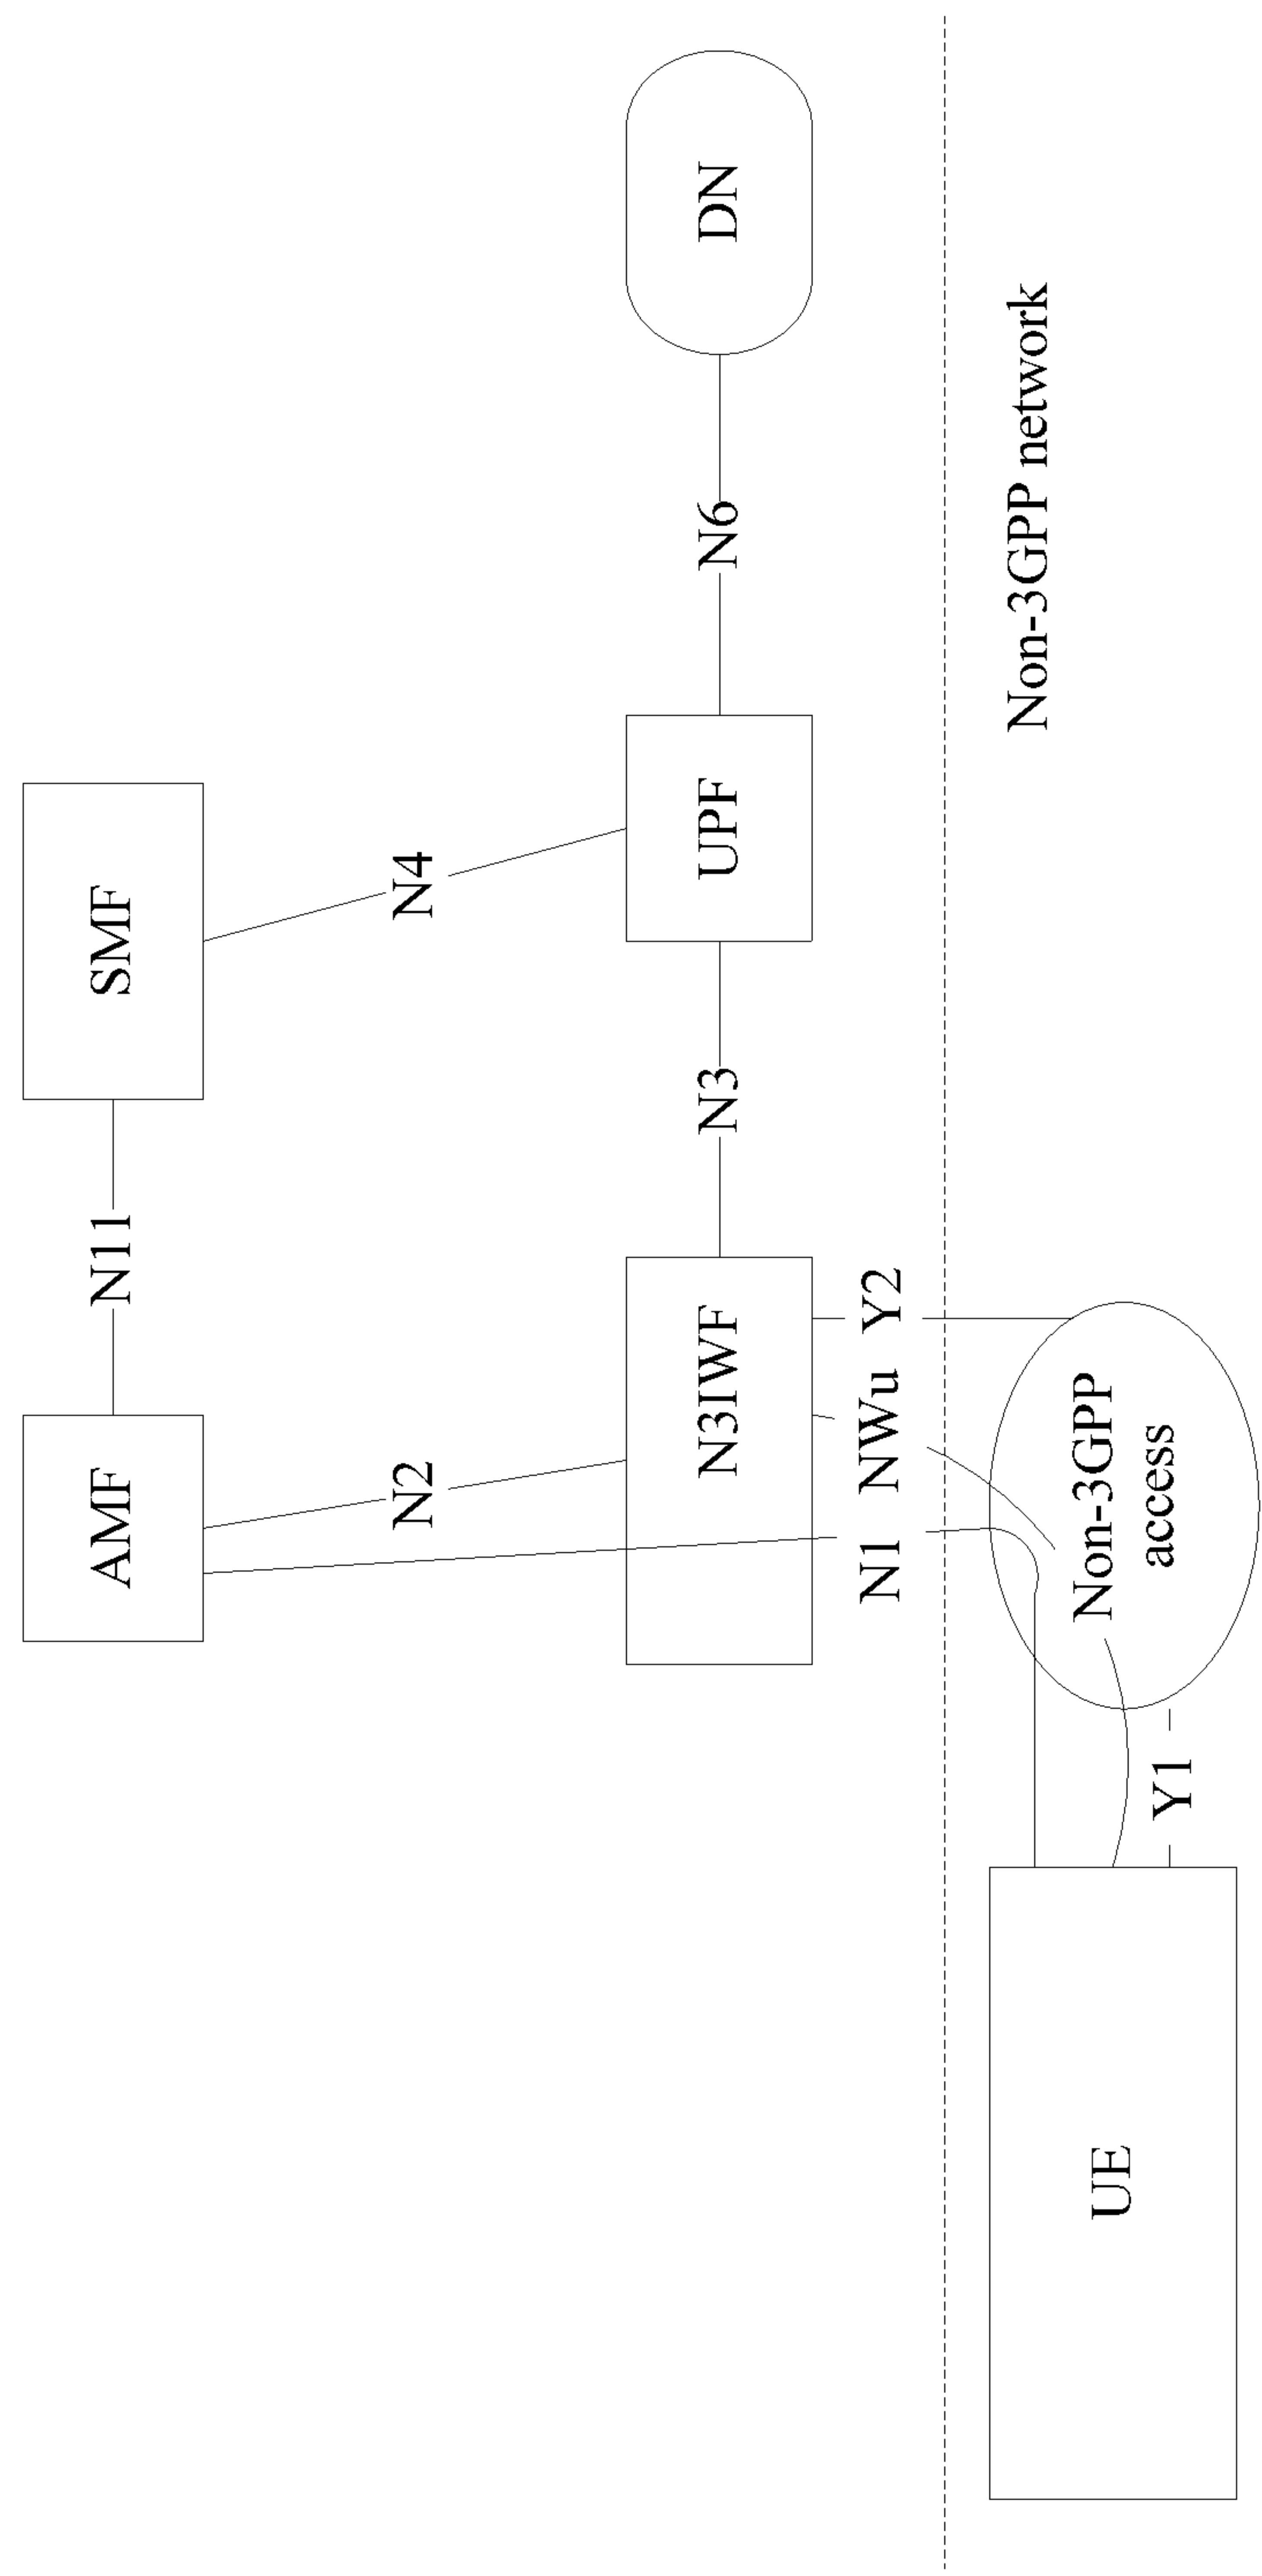 AMF
N11
SMF
N2
N4
N3IWF
N3
UPF
N6
DN
N1
NWu
Y2
Non-3GPP network
UE
Y1
Non-3GPP
access